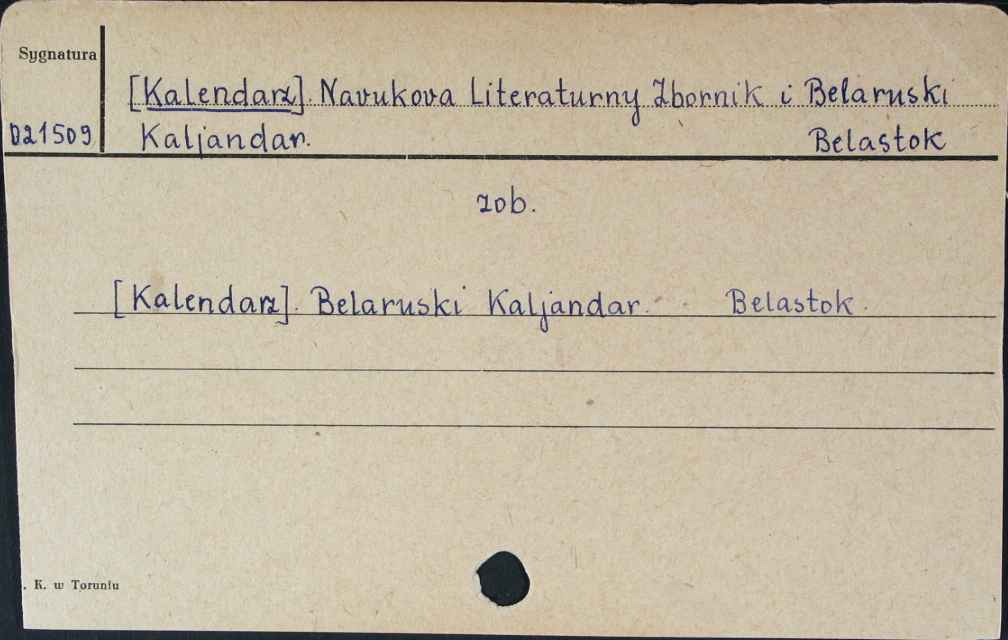 Sygnatura
[Kalendarz]. Navukova Literaturny Zbornik i Belaruski
D21509 Kaljandar. Belastok
zob.
[Kalendarz]. Belaruski Kaljandar. Belastok.
. K. w Toruniu